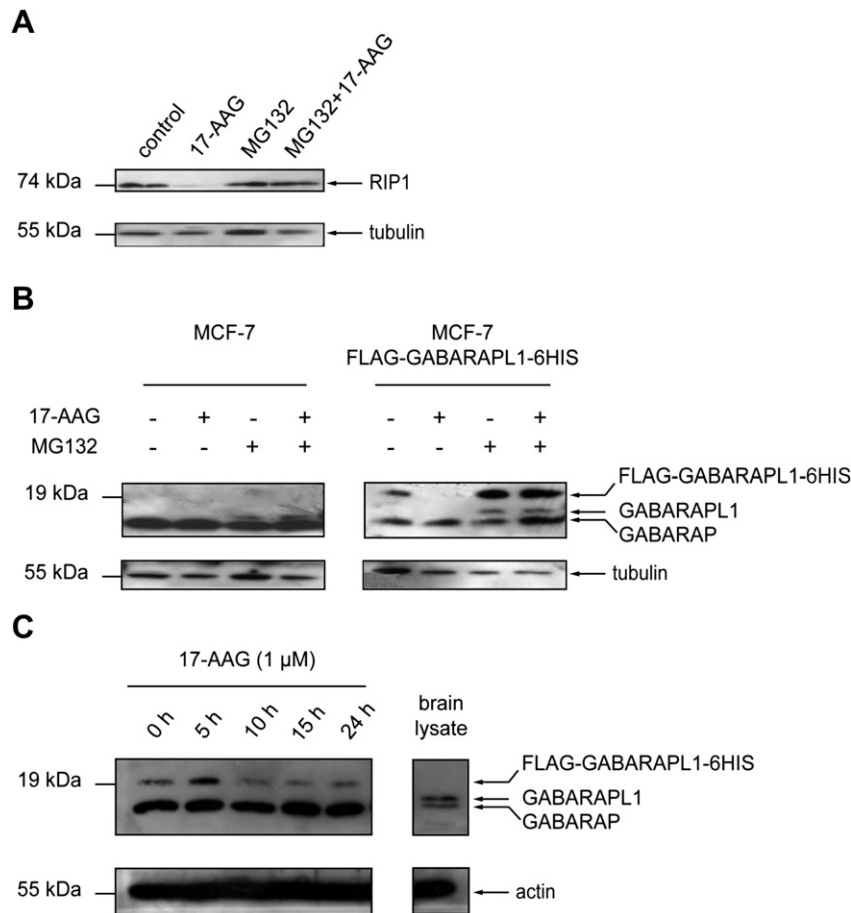 A
control 17-AAG MG132 MG132+17-AAG
74 kDa RIP1
55 kDa tubulin
B
MCF-7 MCF-7
FLAG-GABARAPL1-6HIS
17-AAG - + - + - + - +
MG132 - - + + - - + +
19 kDa FLAG-GABARAPL1-6HIS
GABARAPL1
GABARAP
55 kDa tubulin
C
17-AAG (1 µM)
0 h 5 h 10 h 15 h 24 h brain
lysate
19 kDa FLAG-GABARAPL1-6HIS
GABARAPL1
GABARAP
55 kDa actin